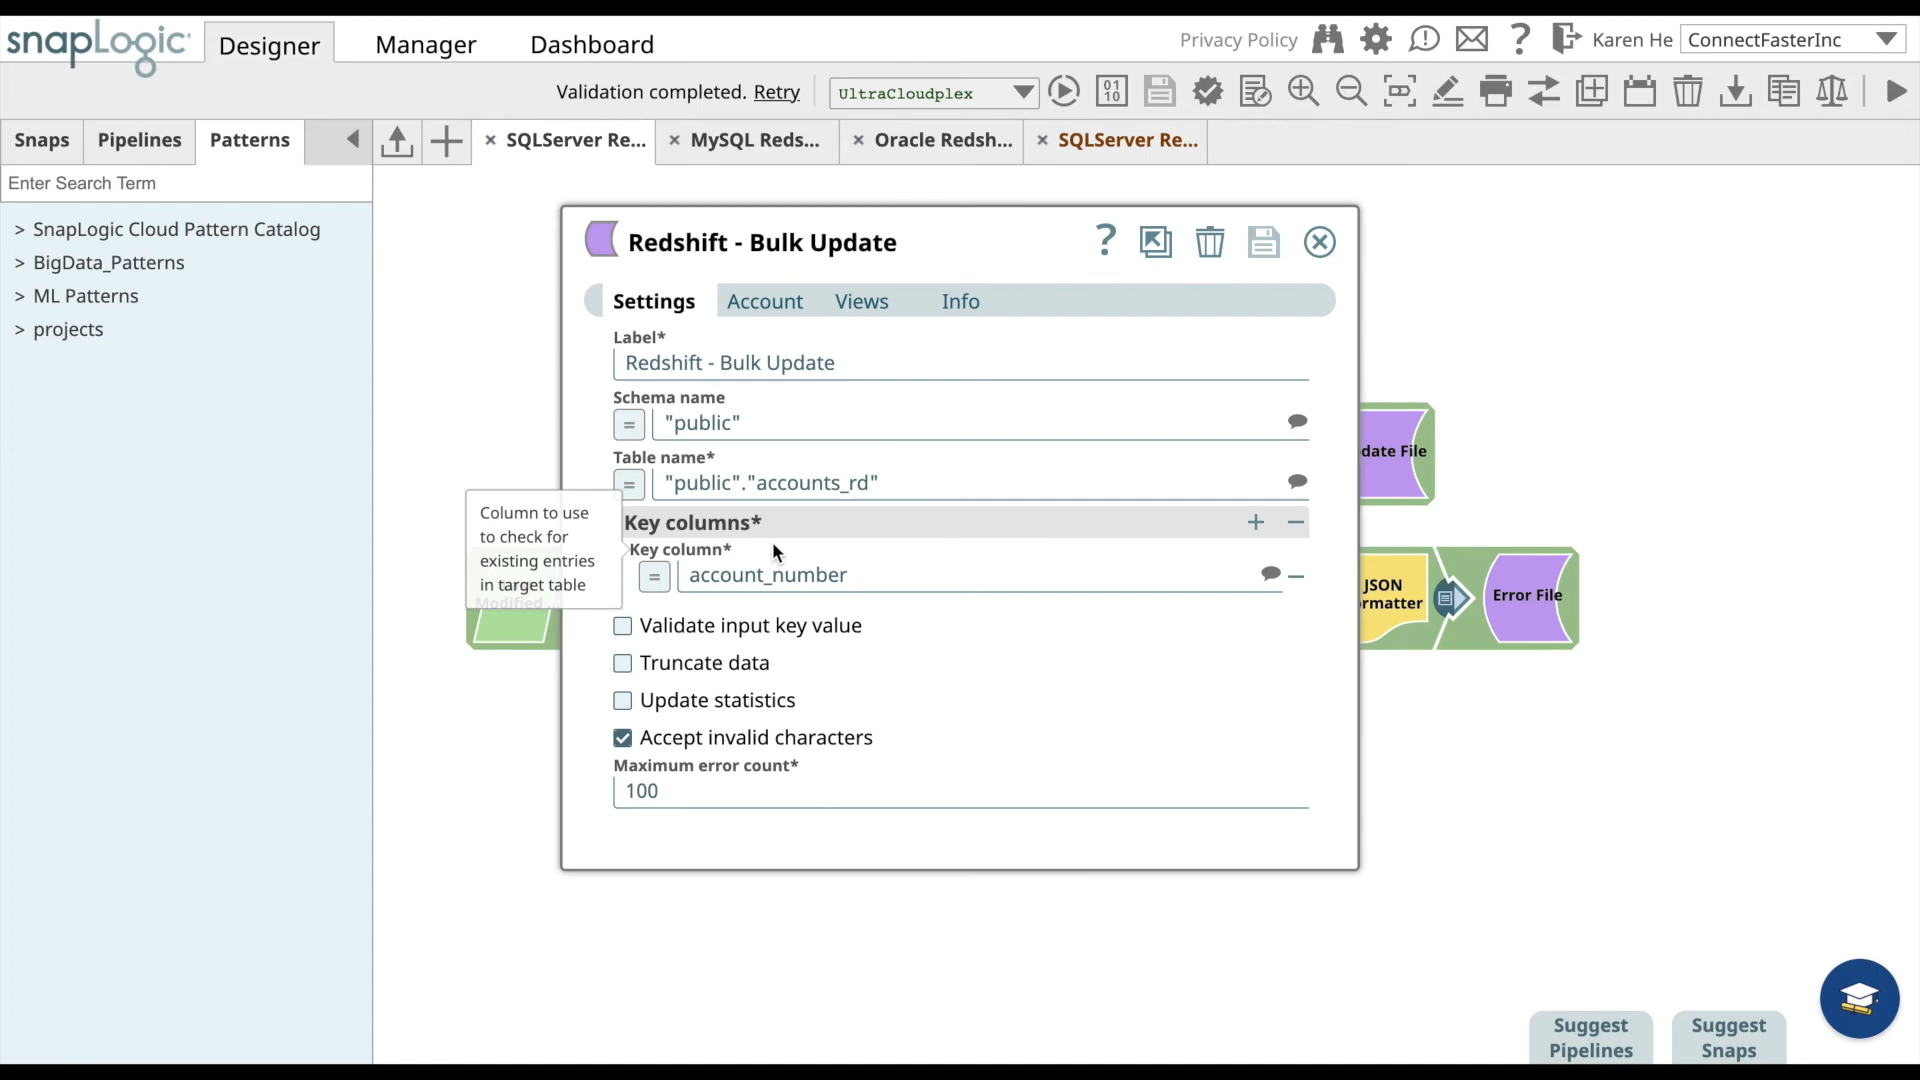 snapLogic
Designer
Manager
Dashboard
Privacy Policy
Karen He
ConnectFasterInc
Validation completed. Retry
UltraCloudplex
Snaps
Pipelines
Patterns
SQLServer Re...
MySQL Reds...
Oracle Redsh...
SQLServer Re...
Enter Search Term
> SnapLogic Cloud Pattern Catalog
> BigData_Patterns
> ML Patterns
> projects
Redshift - Bulk Update
Settings
Account
Views
Info
Label*
Redshift - Bulk Update
Schema name
= "public"
Table name*
= "public"."accounts_rd"
Key columns*
Key column*
= account_number
Column to use
to check for
existing entries
in target table
Modified
Validate input key value
Truncate data
Update statistics
Accept invalid characters
Maximum error count*
100
date File
JSON
rmatter
Error File
Suggest
Pipelines
Suggest
Snaps